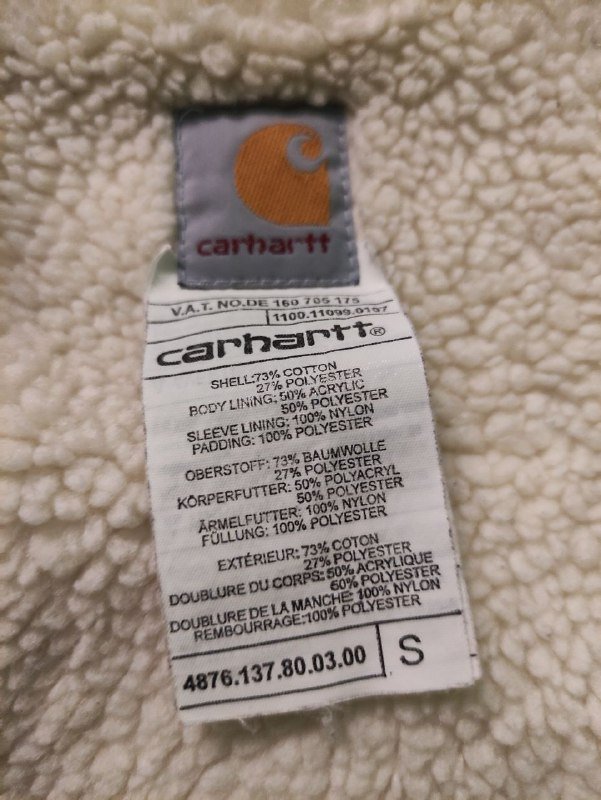 carhartt
V.A.T. NO.DE 160 705 175
1100.11099.0197
carhartt®
SHELL:73% COTTON
27% POLYESTER
BODY LINING: 50% ACRYLIC
50% POLYESTER
SLEEVE LINING: 100% NYLON
PADDING: 100% POLYESTER
OBERSTOFF: 73% BAUMWOLLE
27% POLYESTER
KÖRPERFUTTER: 50% POLYACRYL
50% POLYESTER
ÄRMELFUTTER: 100% NYLON
FÜLLUNG: 100% POLYESTER
EXTÉRIEUR: 73% COTON
27% POLYESTER
DOUBLURE DU CORPS: 50% ACRYLIQUE
50% POLYESTER
DOUBLURE DE LA MANCHE: 100% NYLON
REMBOURRAGE:100% POLYESTER
4876.137.80.03.00 S